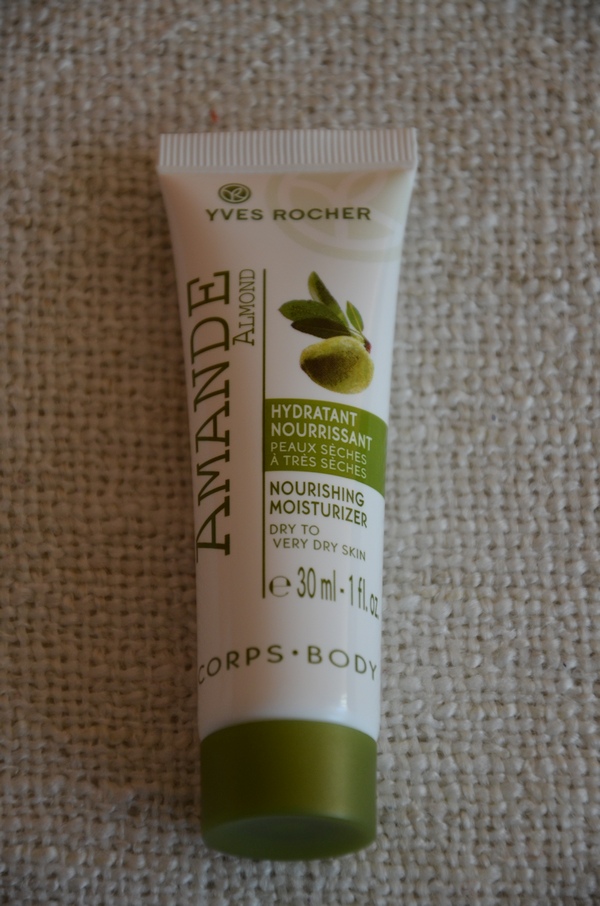 YVES ROCHER
AMANDE
ALMOND
HYDRATANT
NOURRISSANT
PEAUX SÈCHES
À TRÈS SÈCHES
NOURISHING
MOISTURIZER
DRY TO
VERY DRY SKIN
℮ 30 ml - 1 fl. oz.
CORPS • BODY